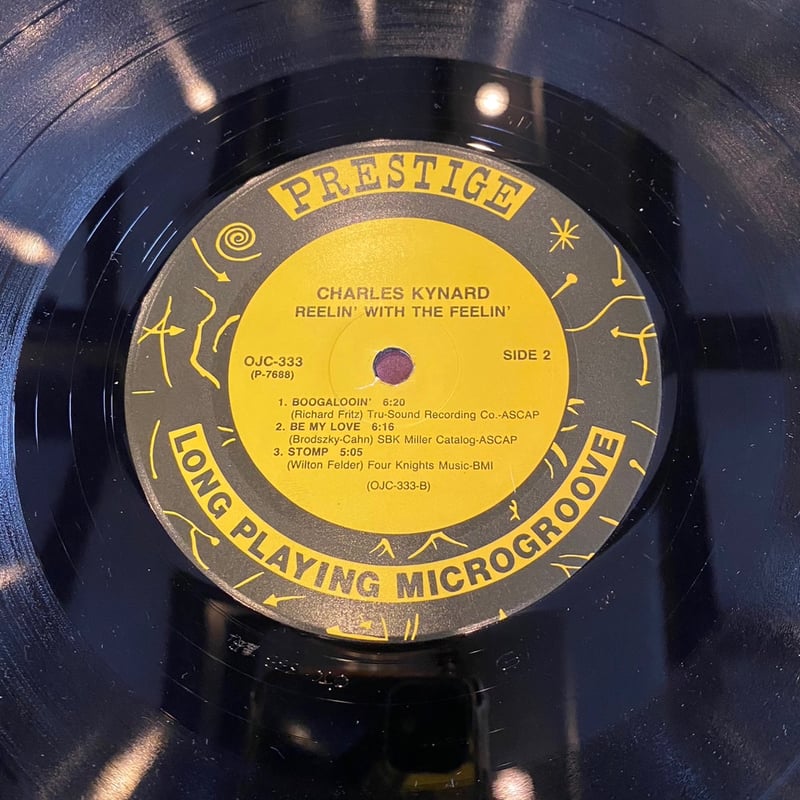 PRESTIGE
CHARLES KYNARD
REELIN' WITH THE FEELIN'
OJC-333
(P-7688)
SIDE 2
1. BOOGALOOIN' 6:20
(Richard Fritz) Tru-Sound Recording Co.-ASCAP
2. BE MY LOVE 6:16
(Brodszky-Cahn) SBK Miller Catalog-ASCAP
3. STOMP 5:05
(Wilton Felder) Four Knights Music-BMI
(OJC-333-B)
LONG PLAYING MICROGROOVE